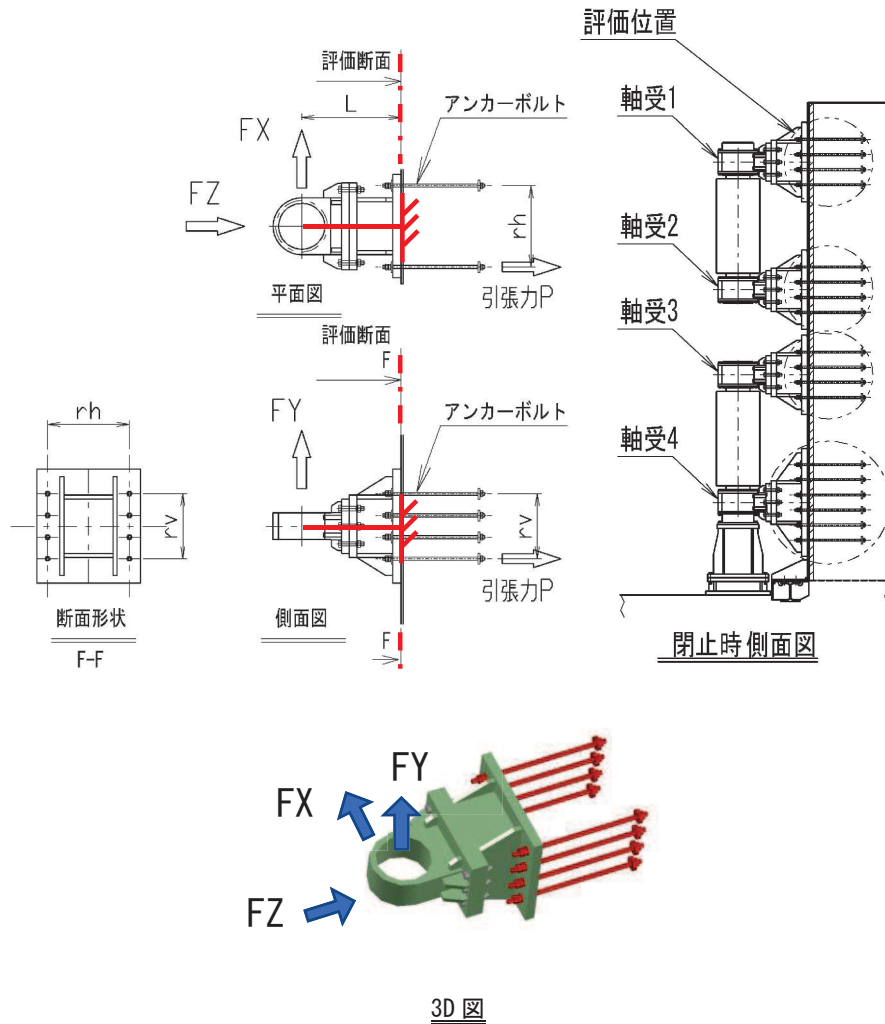 評価断面
L
アンカーボルト
FX
FZ
rh
引張力P
平面図
評価断面
F
アンカーボルト
FY
rv
引張力P
側面図
F
rh
rv
断面形状
F-F
評価位置
軸受1
軸受2
軸受3
軸受4
閉止時側面図
FY
FX
FZ
3D 図